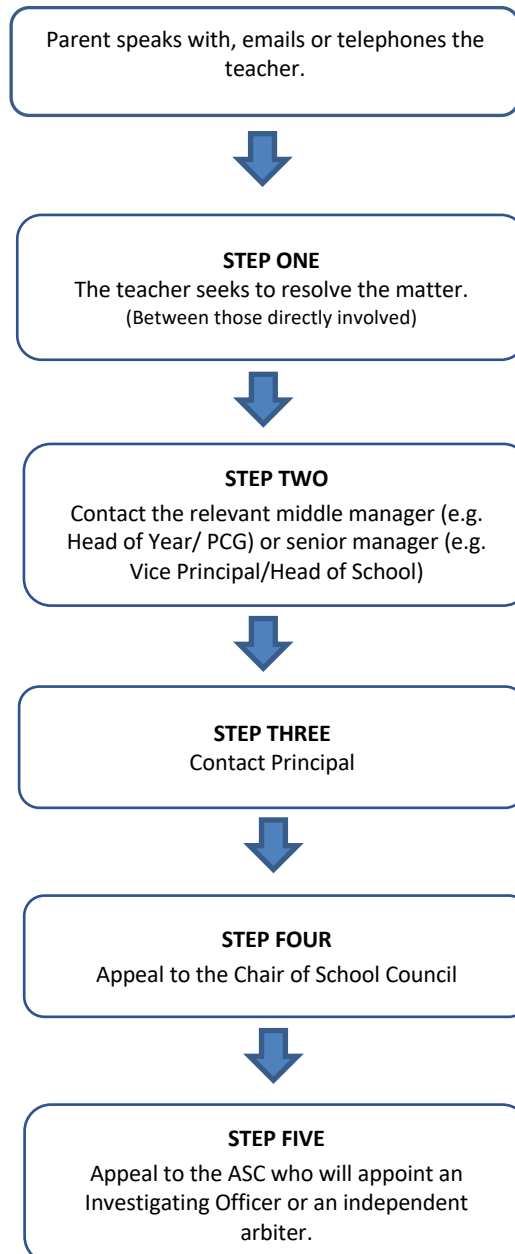 Parent speaks with, emails or telephones the
teacher.
STEP ONE
The teacher seeks to resolve the matter.
(Between those directly involved)
STEP TWO
Contact the relevant middle manager (e.g.
Head of Year/ PCG) or senior manager (e.g.
Vice Principal/Head of School)
STEP THREE
Contact Principal
STEP FOUR
Appeal to the Chair of School Council
STEP FIVE
Appeal to the ASC who will appoint an
Investigating Officer or an independent
arbiter.